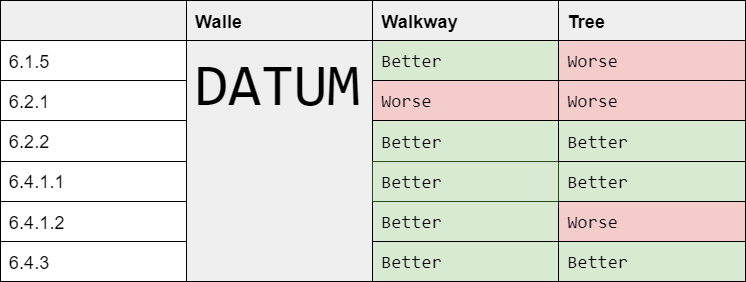 Walle Walkway Tree
6.1.5 DATUM Better Worse
6.2.1 Worse Worse
6.2.2 Better Better
6.4.1.1 Better Better
6.4.1.2 Better Worse
6.4.3 Better Better